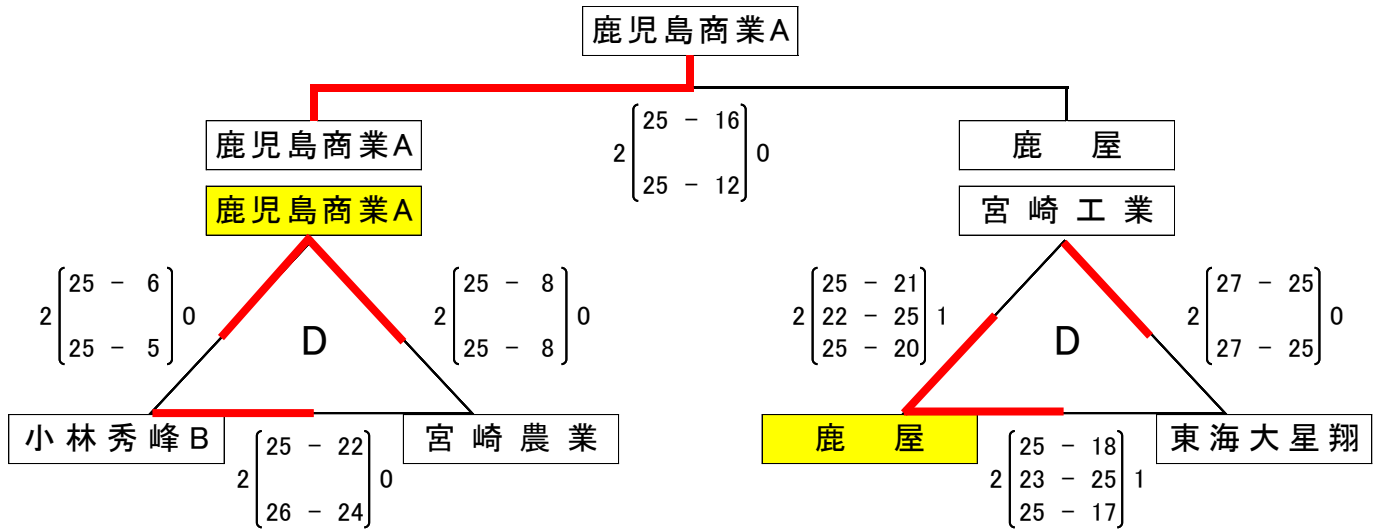 鹿児島商業A
2 25 - 16 0
25 - 12
鹿児島商業A
鹿 屋
鹿児島商業A
宮崎工業
2 25 - 6 0
25 - 5
2 25 - 8 0
25 - 8
D
小林秀峰B
宮崎農業
2 25 - 22 0
26 - 24
25 - 21
2 22 - 25 1
25 - 20
2 27 - 25 0
27 - 25
D
鹿 屋
東海大星翔
25 - 18
2 23 - 25 1
25 - 17